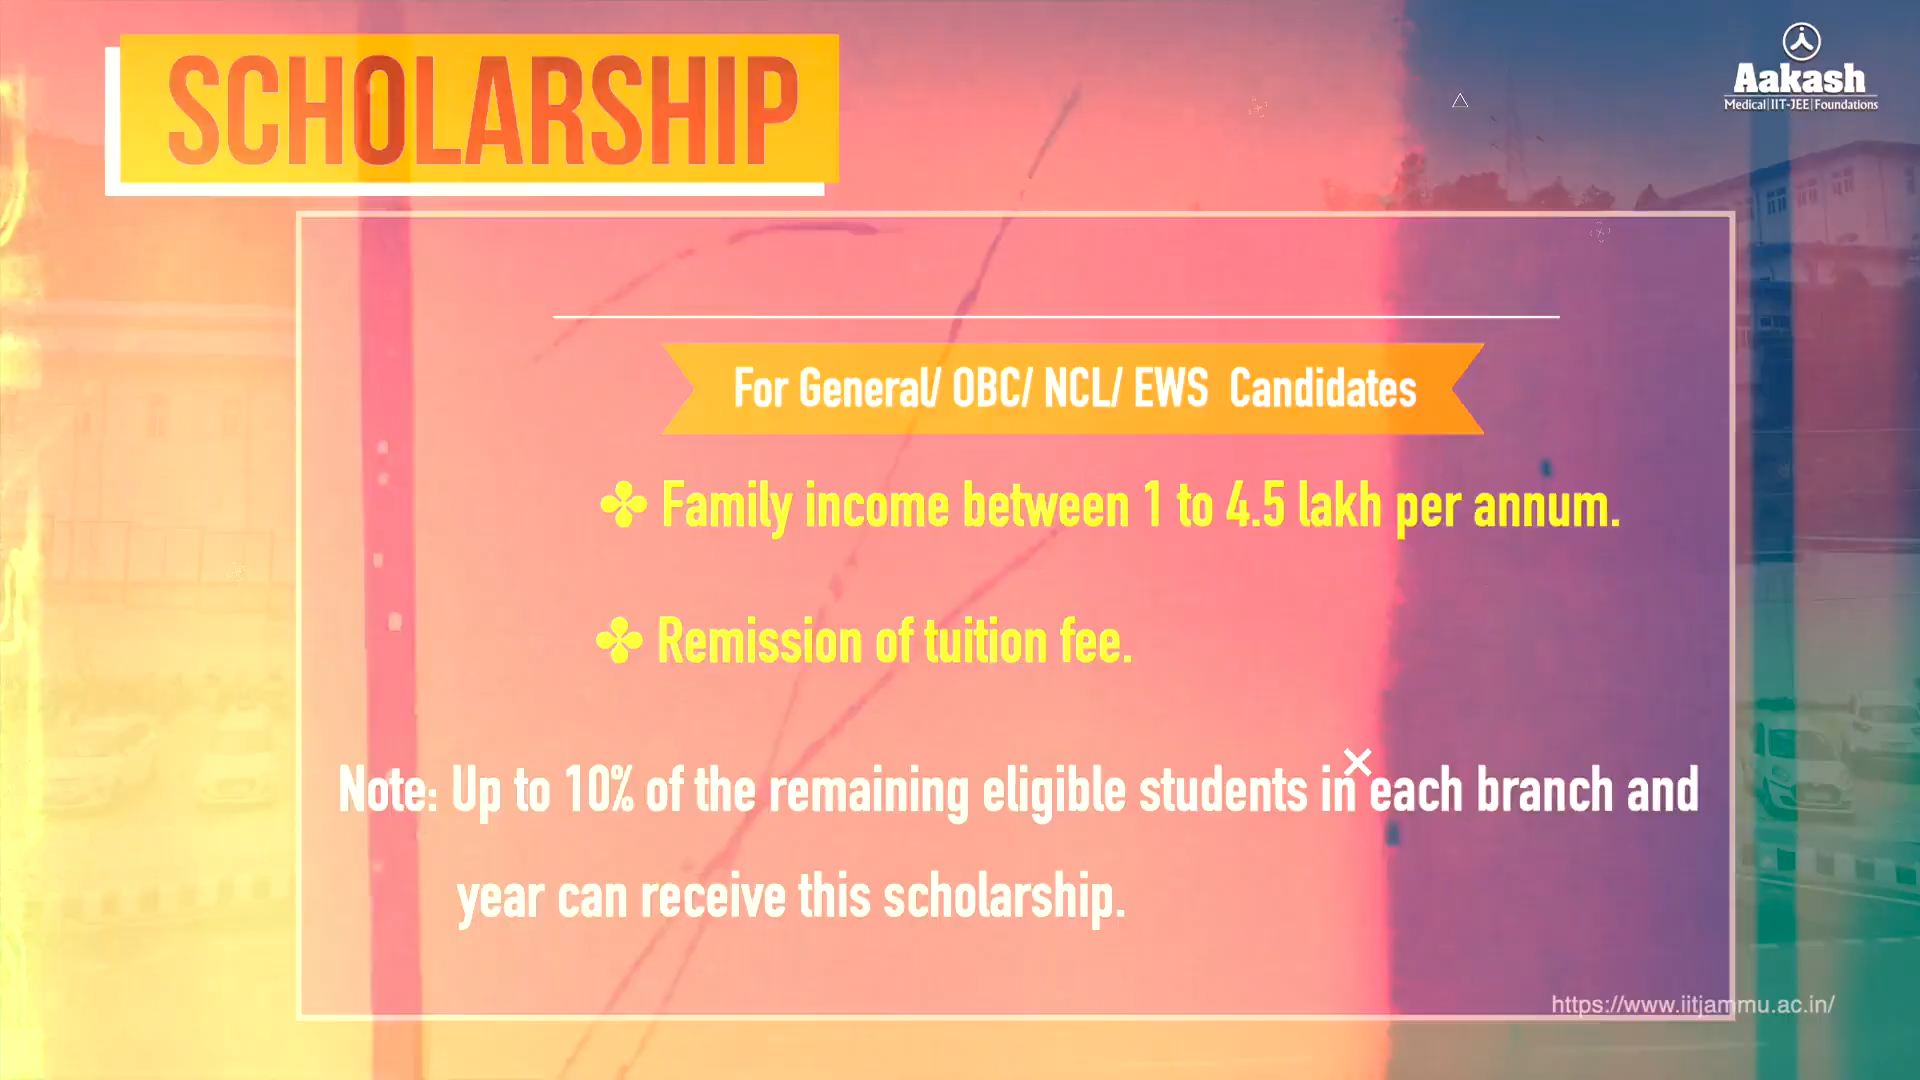 SCHOLARSHIP
Aakash
Medical|IIT-JEE|Foundations
For General/ OBC/ NCL/ EWS Candidates
✤ Family income between 1 to 4.5 lakh per annum.
✤ Remission of tuition fee.
Note: Up to 10% of the remaining eligible students in each branch and
year can receive this scholarship.
https://www.iitjammu.ac.in/